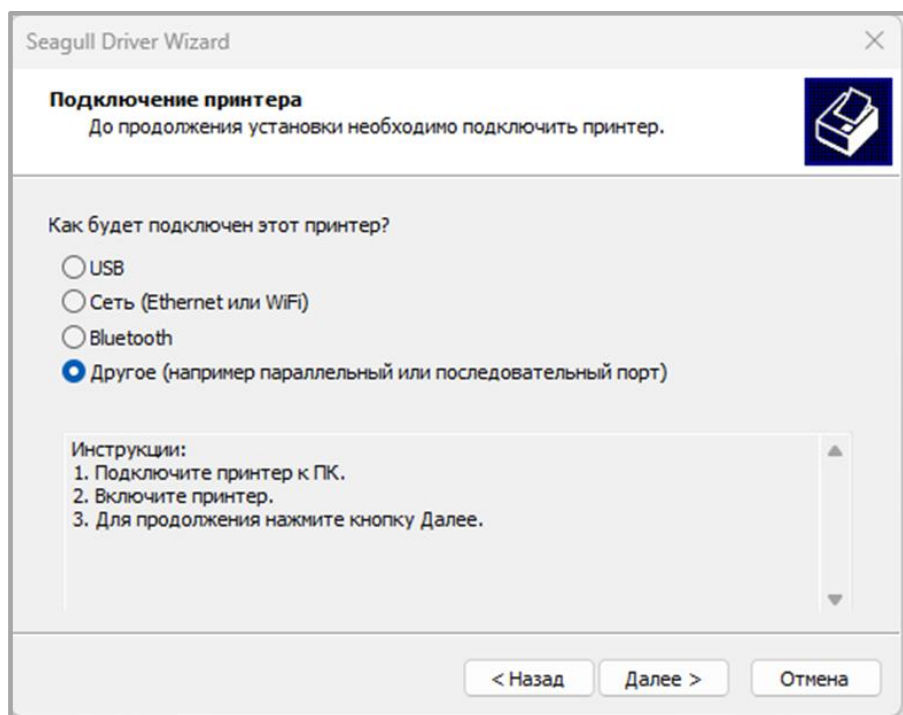 Seagull Driver Wizard
Подключение принтера
До продолжения установки необходимо подключить принтер.
Как будет подключен этот принтер?
USB
Сеть (Ethernet или WiFi)
Bluetooth
Другое (например параллельный или последовательный порт)
Инструкции:
1. Подключите принтер к ПК.
2. Включите принтер.
3. Для продолжения нажмите кнопку Далее.
< Назад
Далее >
Отмена